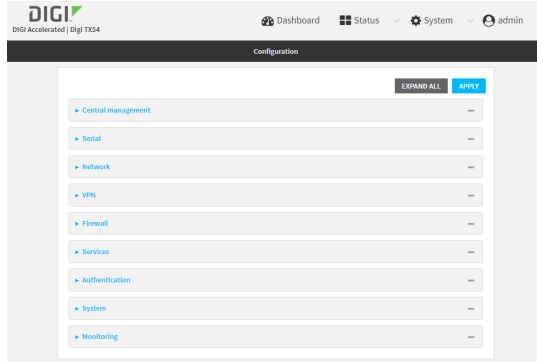 DIGI
DIGI Accelerated | Digi TX54
Dashboard Status System admin
Configuration
EXPAND ALL APPLY
Central management
Serial
Network
VPN
Firewall
Services
Authentication
System
Monitoring